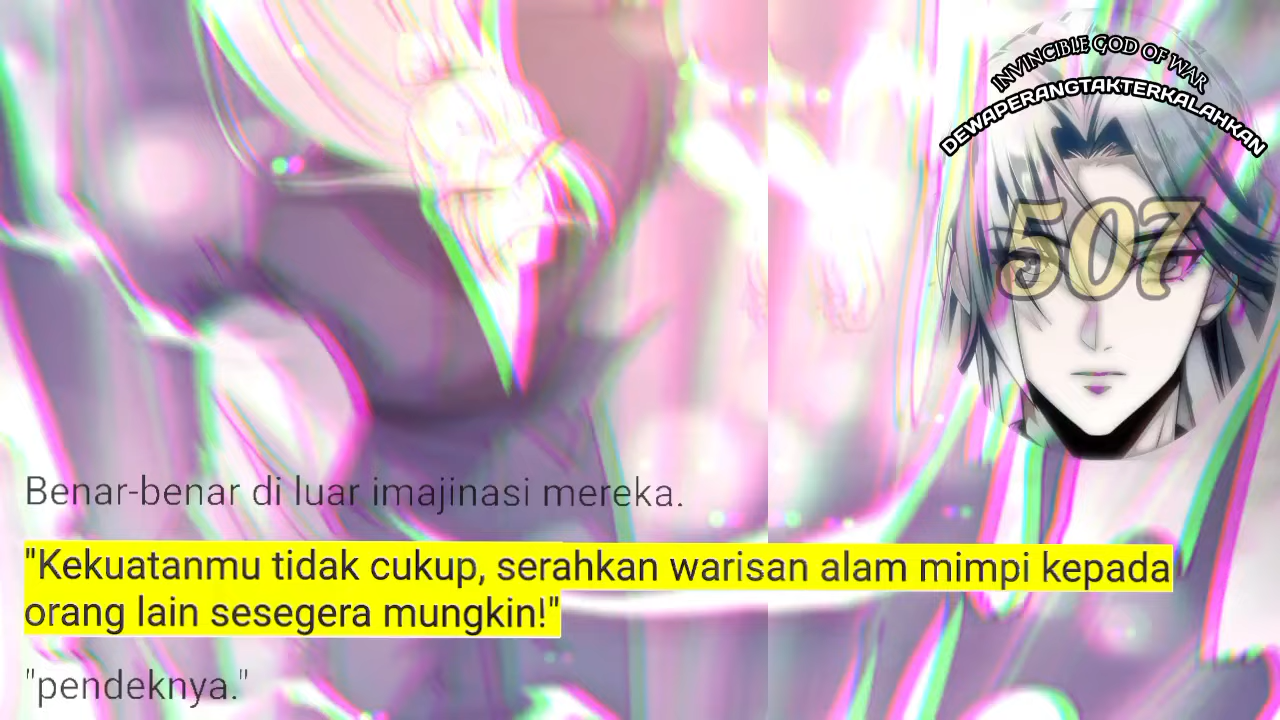 INVINCIBLE GOD OF WAR
DEWAPERANGTAKTERKALAHKAN
507
Benar-benar di luar imajinasi mereka.
"Kekuatanmu tidak cukup, serahkan warisan alam mimpi kepada
orang lain sesegera mungkin!"
"pendeknya."